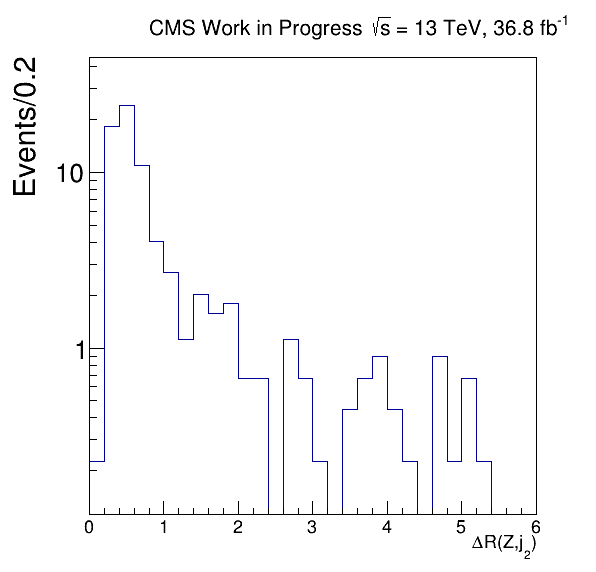 CMS Work in Progress √s = 13 TeV, 36.8 fb⁻¹
Events/0.2
10
1
0 1 2 3 4 5 6
ΔR(Z,j₂)